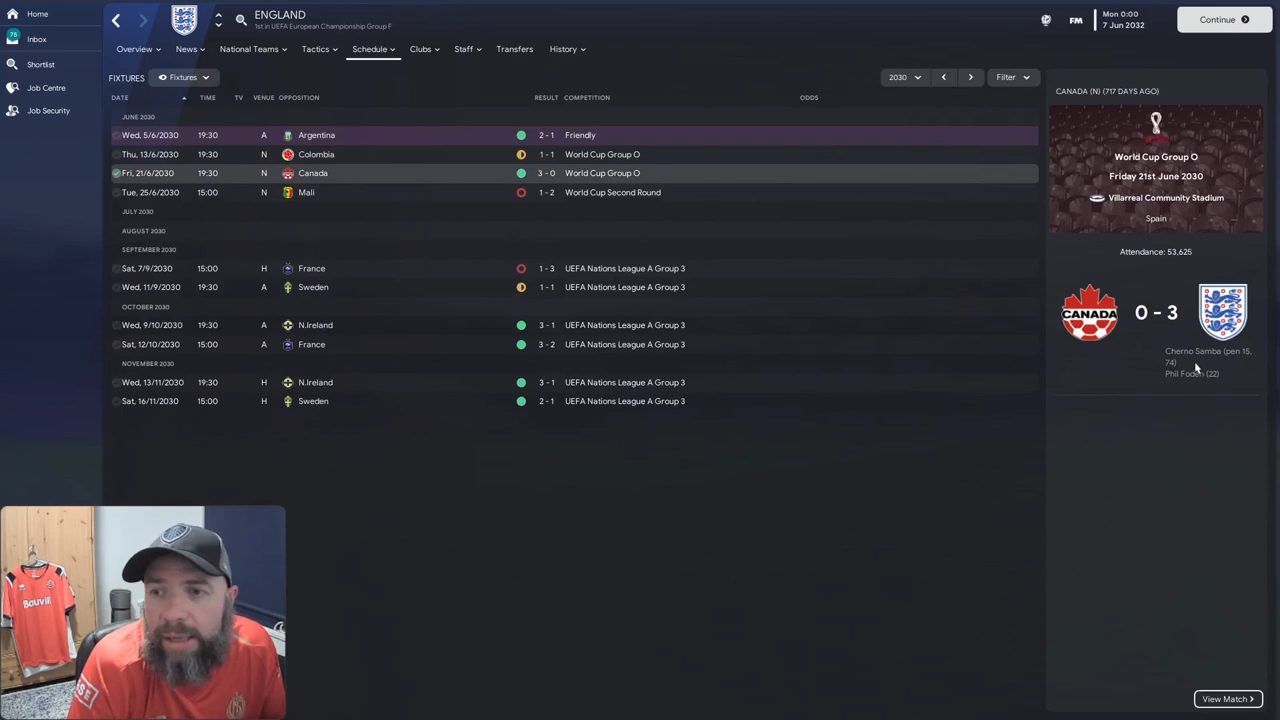 Home
75
Inbox
Shortlist
Job Centre
Job Security
ENGLAND
1st in UEFA European Championship Group F
FM
Mon 0:00
7 Jun 2032
Continue
Overview
News
National Teams
Tactics
Schedule
Clubs
Staff
Transfers
History
FIXTURES
Fixtures
2030
Filter
DATE TIME TV VENUE OPPOSITION RESULT COMPETITION ODDS
JUNE 2030
Wed, 5/6/2030 19:30 A Argentina 2 - 1 Friendly
Thu, 13/6/2030 19:30 N Colombia 1 - 1 World Cup Group O
Fri, 21/6/2030 19:30 N Canada 3 - 0 World Cup Group O
Tue, 25/6/2030 15:00 N Mali 1 - 2 World Cup Second Round
JULY 2030
AUGUST 2030
SEPTEMBER 2030
Sat, 7/9/2030 15:00 H France 1 - 3 UEFA Nations League A Group 3
Wed, 11/9/2030 19:30 A Sweden 1 - 1 UEFA Nations League A Group 3
OCTOBER 2030
Wed, 9/10/2030 19:30 A N.Ireland 3 - 1 UEFA Nations League A Group 3
Sat, 12/10/2030 15:00 A France 3 - 2 UEFA Nations League A Group 3
NOVEMBER 2030
Wed, 13/11/2030 19:30 H N.Ireland 3 - 1 UEFA Nations League A Group 3
Sat, 16/11/2030 15:00 H Sweden 2 - 1 UEFA Nations League A Group 3
CANADA (N) (717 DAYS AGO)
World Cup Group O
Friday 21st June 2030
Villarreal Community Stadium
Spain
Attendance: 53,625
CANADA
0 - 3
Cherno Samba (pen 15,
74)
Phil Foden (22)
View Match